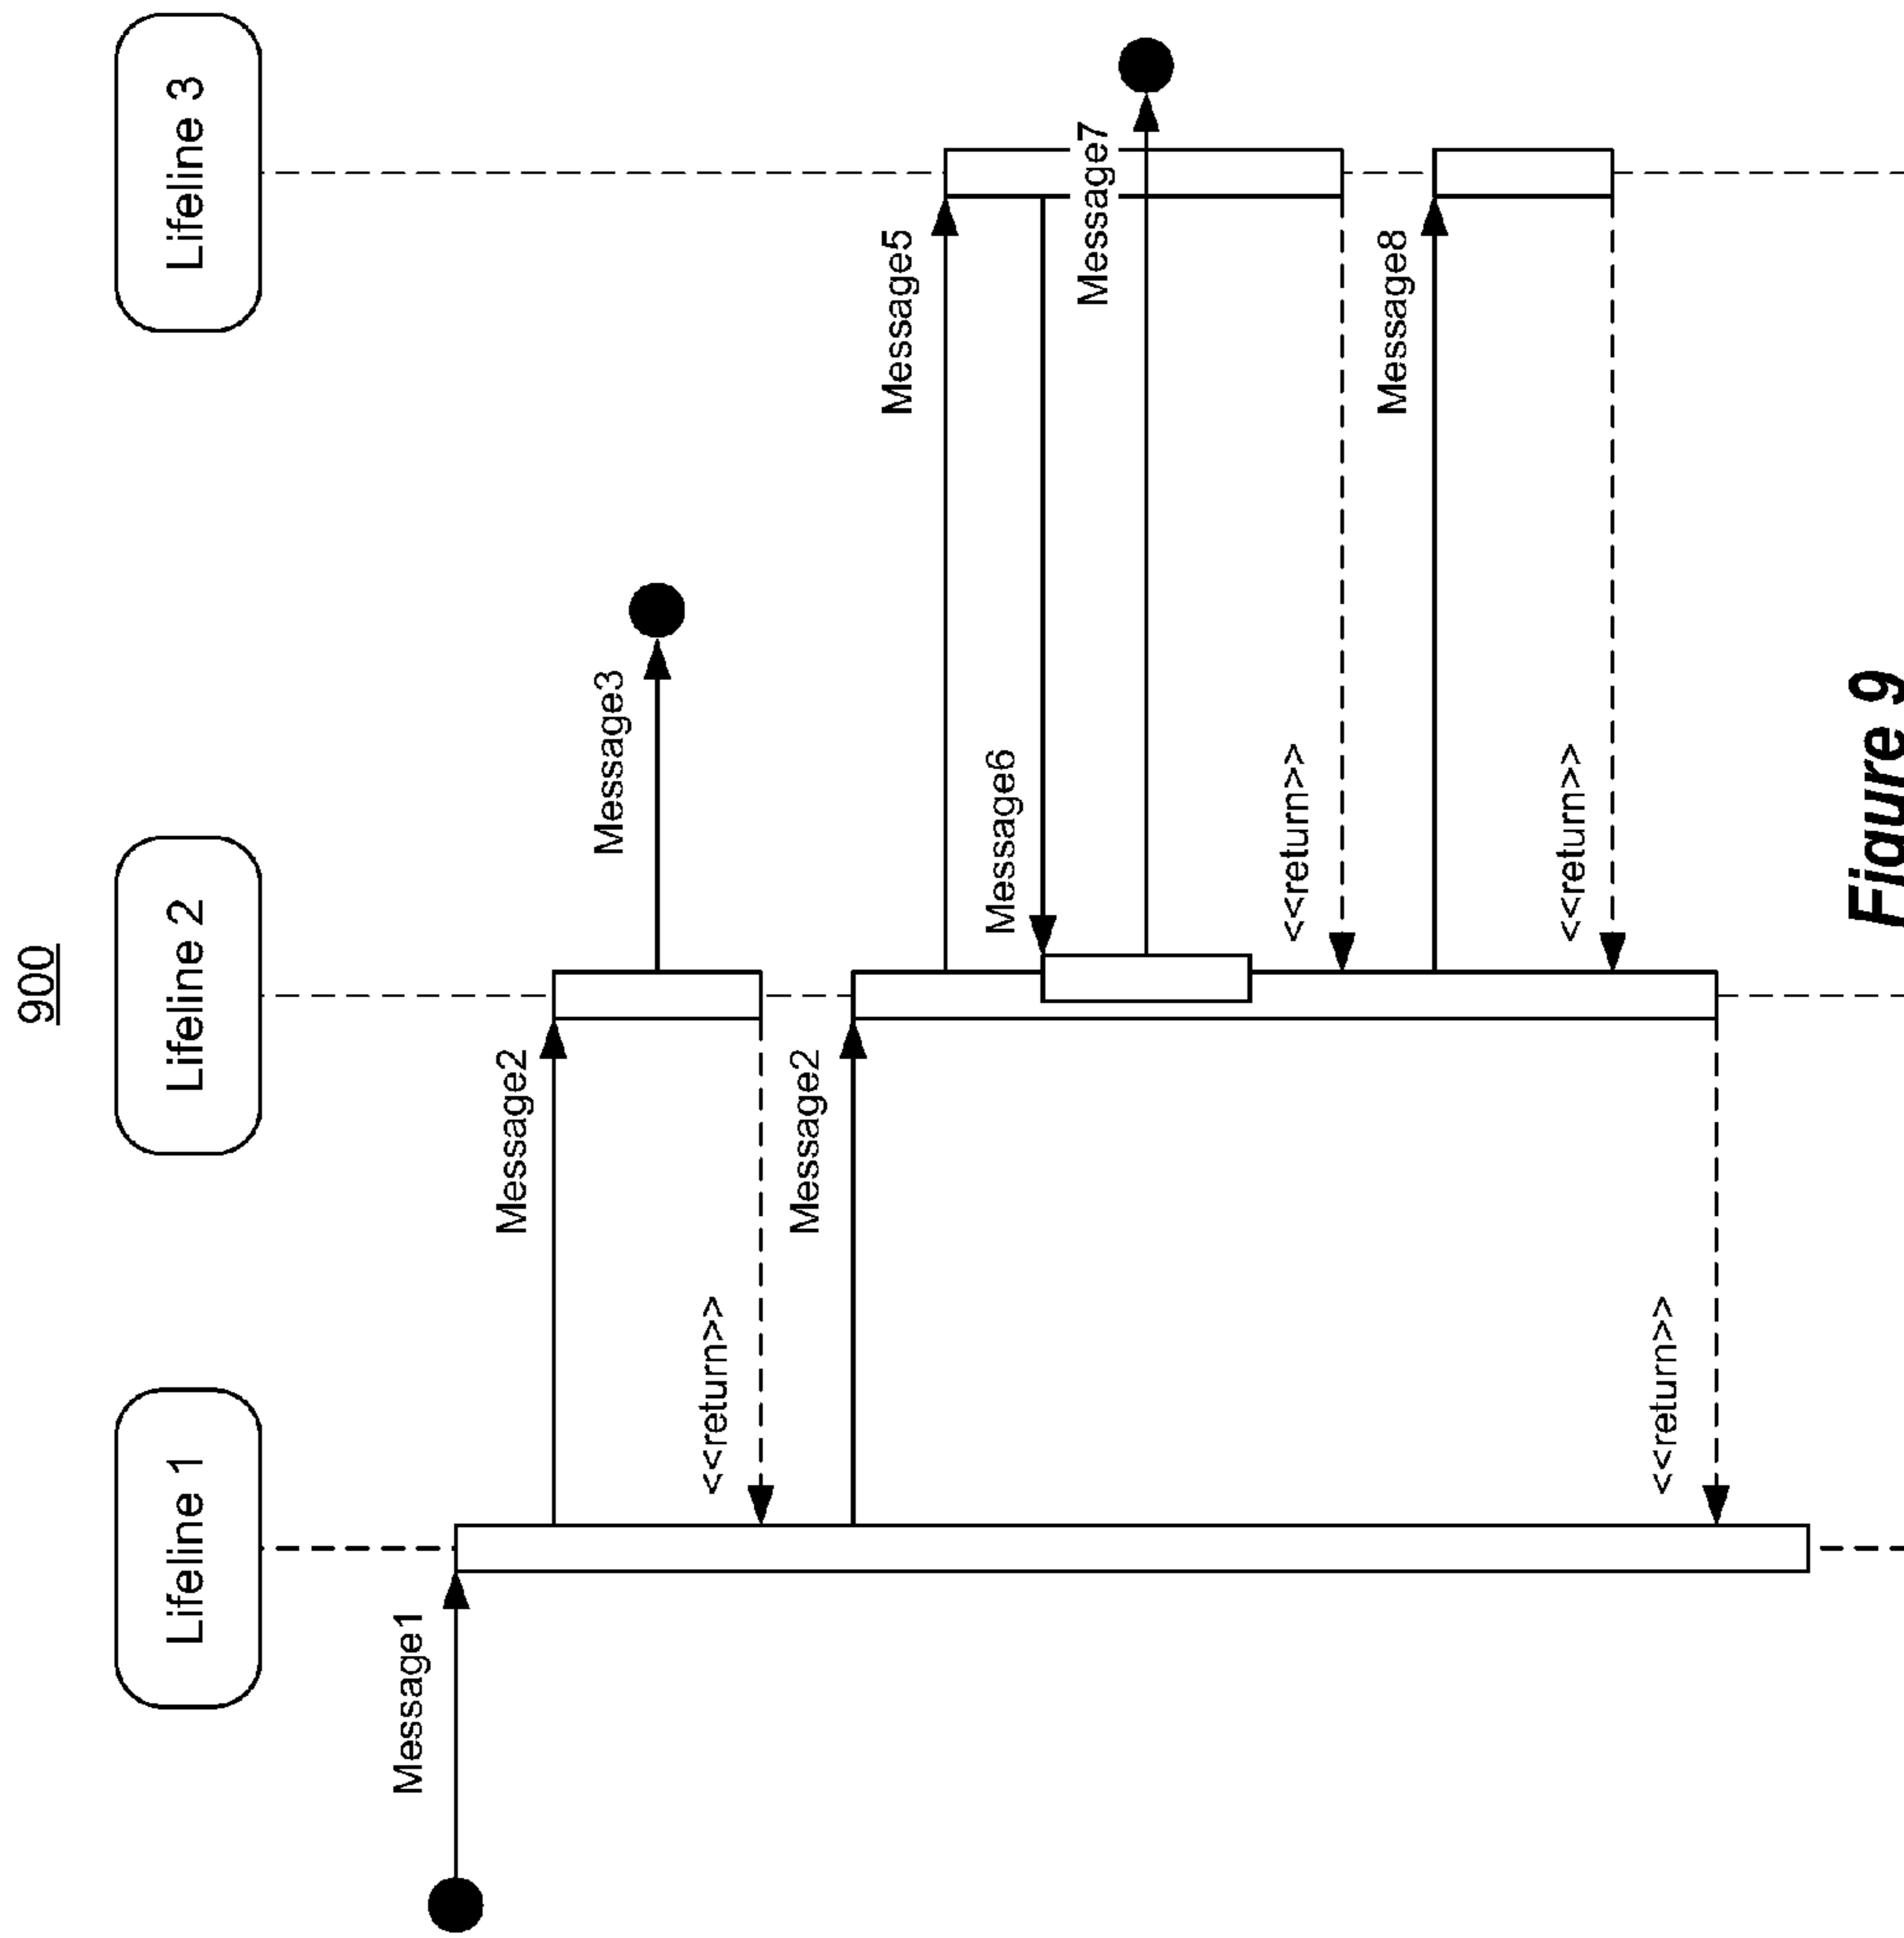 900
Lifeline 1
Lifeline 2
Lifeline 3
Message1
Message2
Message3
<<return>>
Message2
Message5
Message6
Message7
<<return>>
Message8
<<return>>
<<return>>
Figure 9